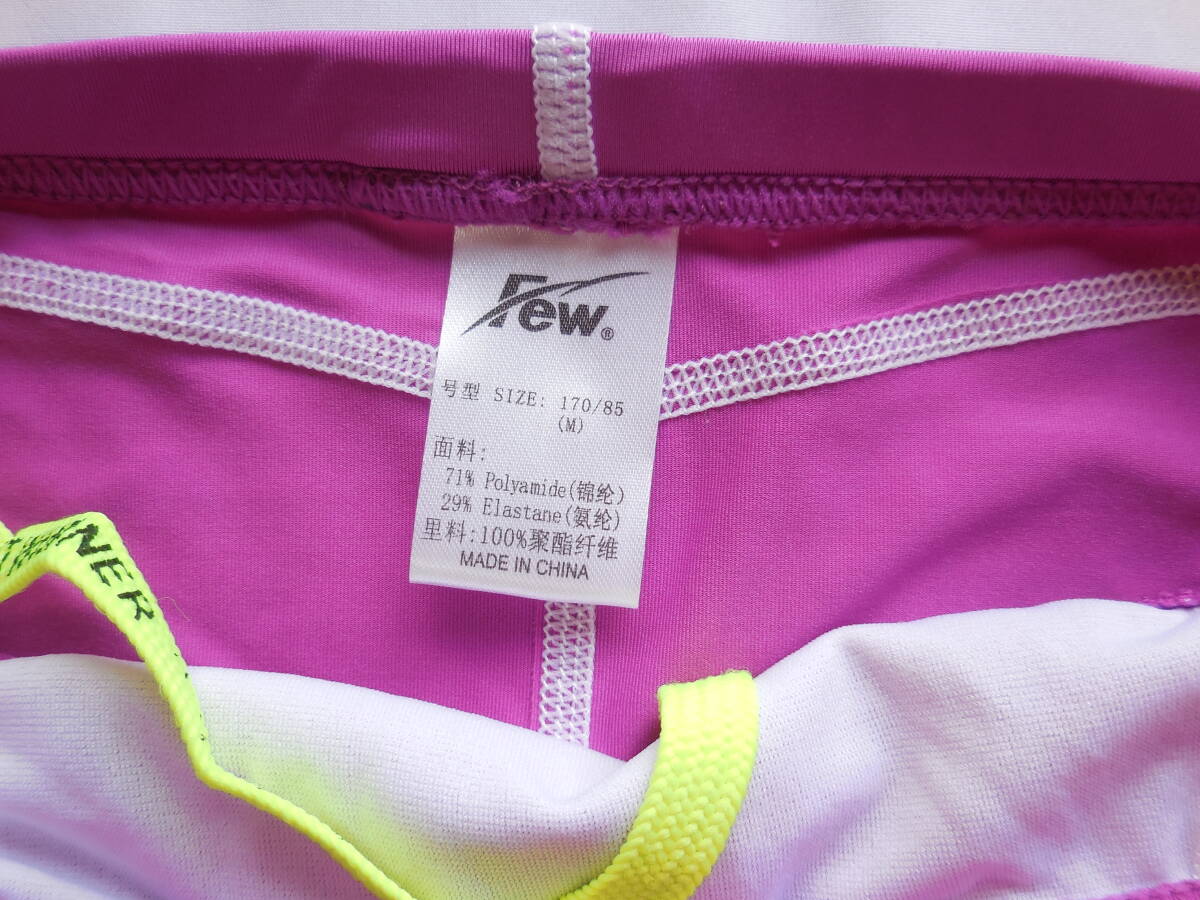 Few®
号型 SIZE: 170/85
(M)
面料:
71% Polyamide(锦纶)
29% Elastane(氨纶)
里料:100%聚酯纤维
MADE IN CHINA
NER